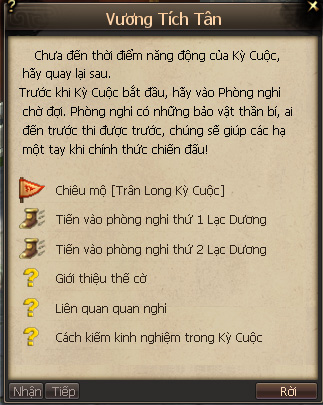 Vương Tích Tân
Chưa đến thời điểm năng động của Kỳ Cuộc,
hãy quay lại sau.
Trước khi Kỳ Cuộc bắt đầu, hãy vào Phòng nghỉ
chờ đợi. Phòng nghỉ có những bảo vật thần bí, ai
đến trước thì được trước, chúng sẽ giúp các hạ
một tay khi chính thức chiến đấu!
Chiêu mộ [Trân Long Kỳ Cuộc]
Tiến vào phòng nghỉ thứ 1 Lạc Dương
Tiến vào phòng nghỉ thứ 2 Lạc Dương
? Giới thiệu thế cờ
? Liên quan quan nghi
? Cách kiếm kinh nghiệm trong Kỳ Cuộc
Nhận Tiếp Rời